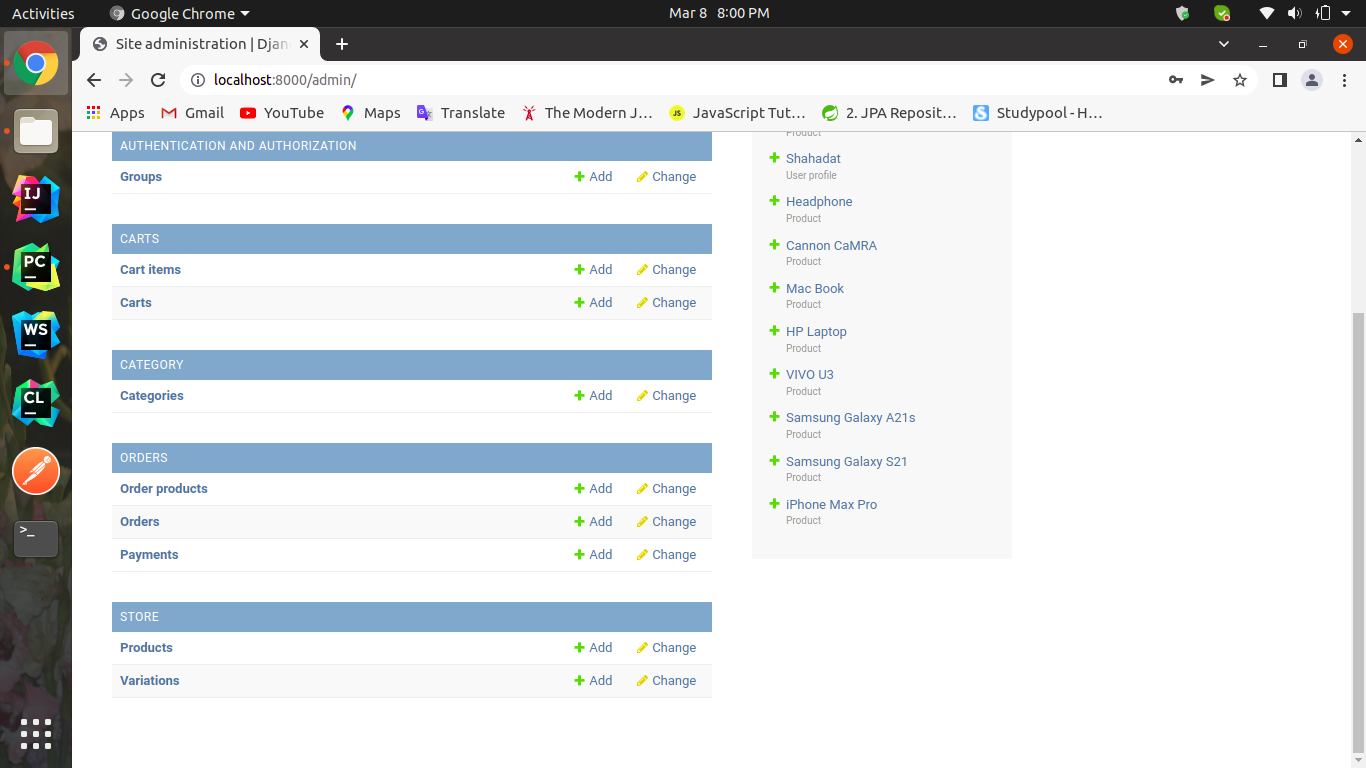 Activities
Google Chrome
Mar 8 8:00 PM
Site administration | Djan
localhost:8000/admin/
Apps
Gmail
YouTube
Maps
Translate
The Modern J…
JavaScript Tut…
2. JPA Reposit…
Studypool - H…
IJ
PC
WS
CL
>_
AUTHENTICATION AND AUTHORIZATION
Groups Add Change
CARTS
Cart items Add Change
Carts Add Change
CATEGORY
Categories Add Change
ORDERS
Order products Add Change
Orders Add Change
Payments Add Change
STORE
Products Add Change
Variations Add Change
Product
Shahadat
User profile
Headphone
Product
Cannon CaMRA
Product
Mac Book
Product
HP Laptop
Product
VIVO U3
Product
Samsung Galaxy A21s
Product
Samsung Galaxy S21
Product
iPhone Max Pro
Product